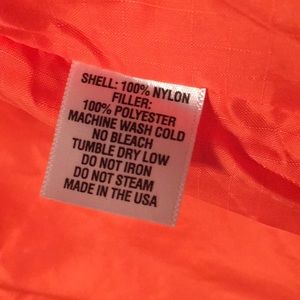 SHELL: 100% NYLON
FILLER:
100% POLYESTER
MACHINE WASH COLD
NO BLEACH
TUMBLE DRY LOW
DO NOT IRON
DO NOT STEAM
MADE IN THE USA